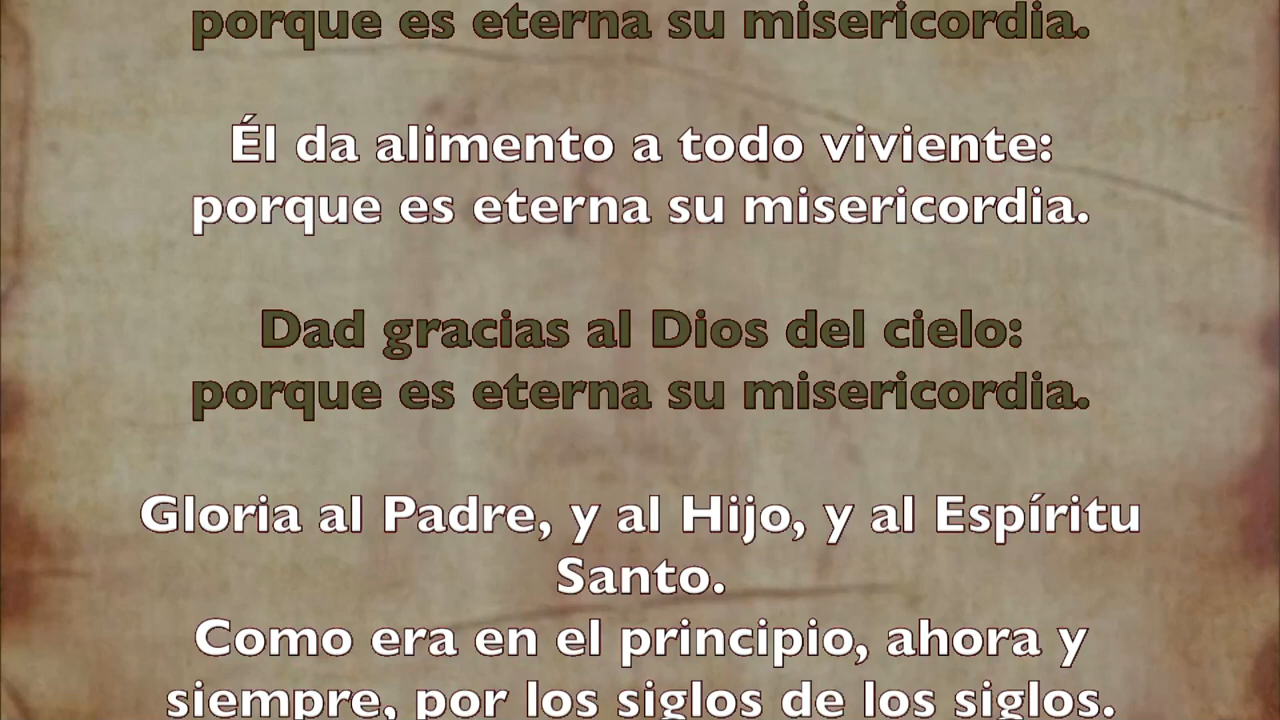 porque es eterna su misericordia.
Él da alimento a todo viviente:
porque es eterna su misericordia.
Dad gracias al Dios del cielo:
porque es eterna su misericordia.
Gloria al Padre, y al Hijo, y al Espíritu
Santo.
Como era en el principio, ahora y
siempre, por los siglos de los siglos.